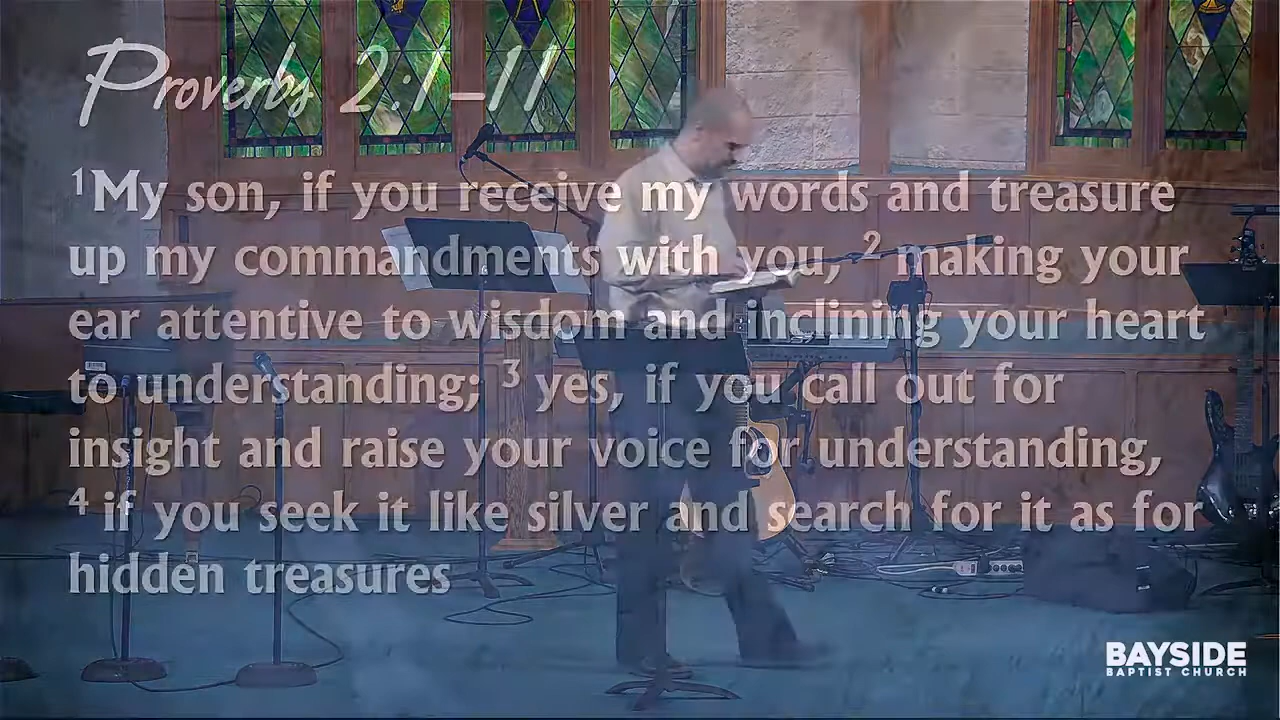 Proverbs 2:1–11
¹My son, if you receive my words and treasure
up my commandments with you, ² making your
ear attentive to wisdom and inclining your heart
to understanding; ³ yes, if you call out for
insight and raise your voice for understanding,
⁴ if you seek it like silver and search for it as for
hidden treasures
BAYSIDE
BAPTIST CHURCH